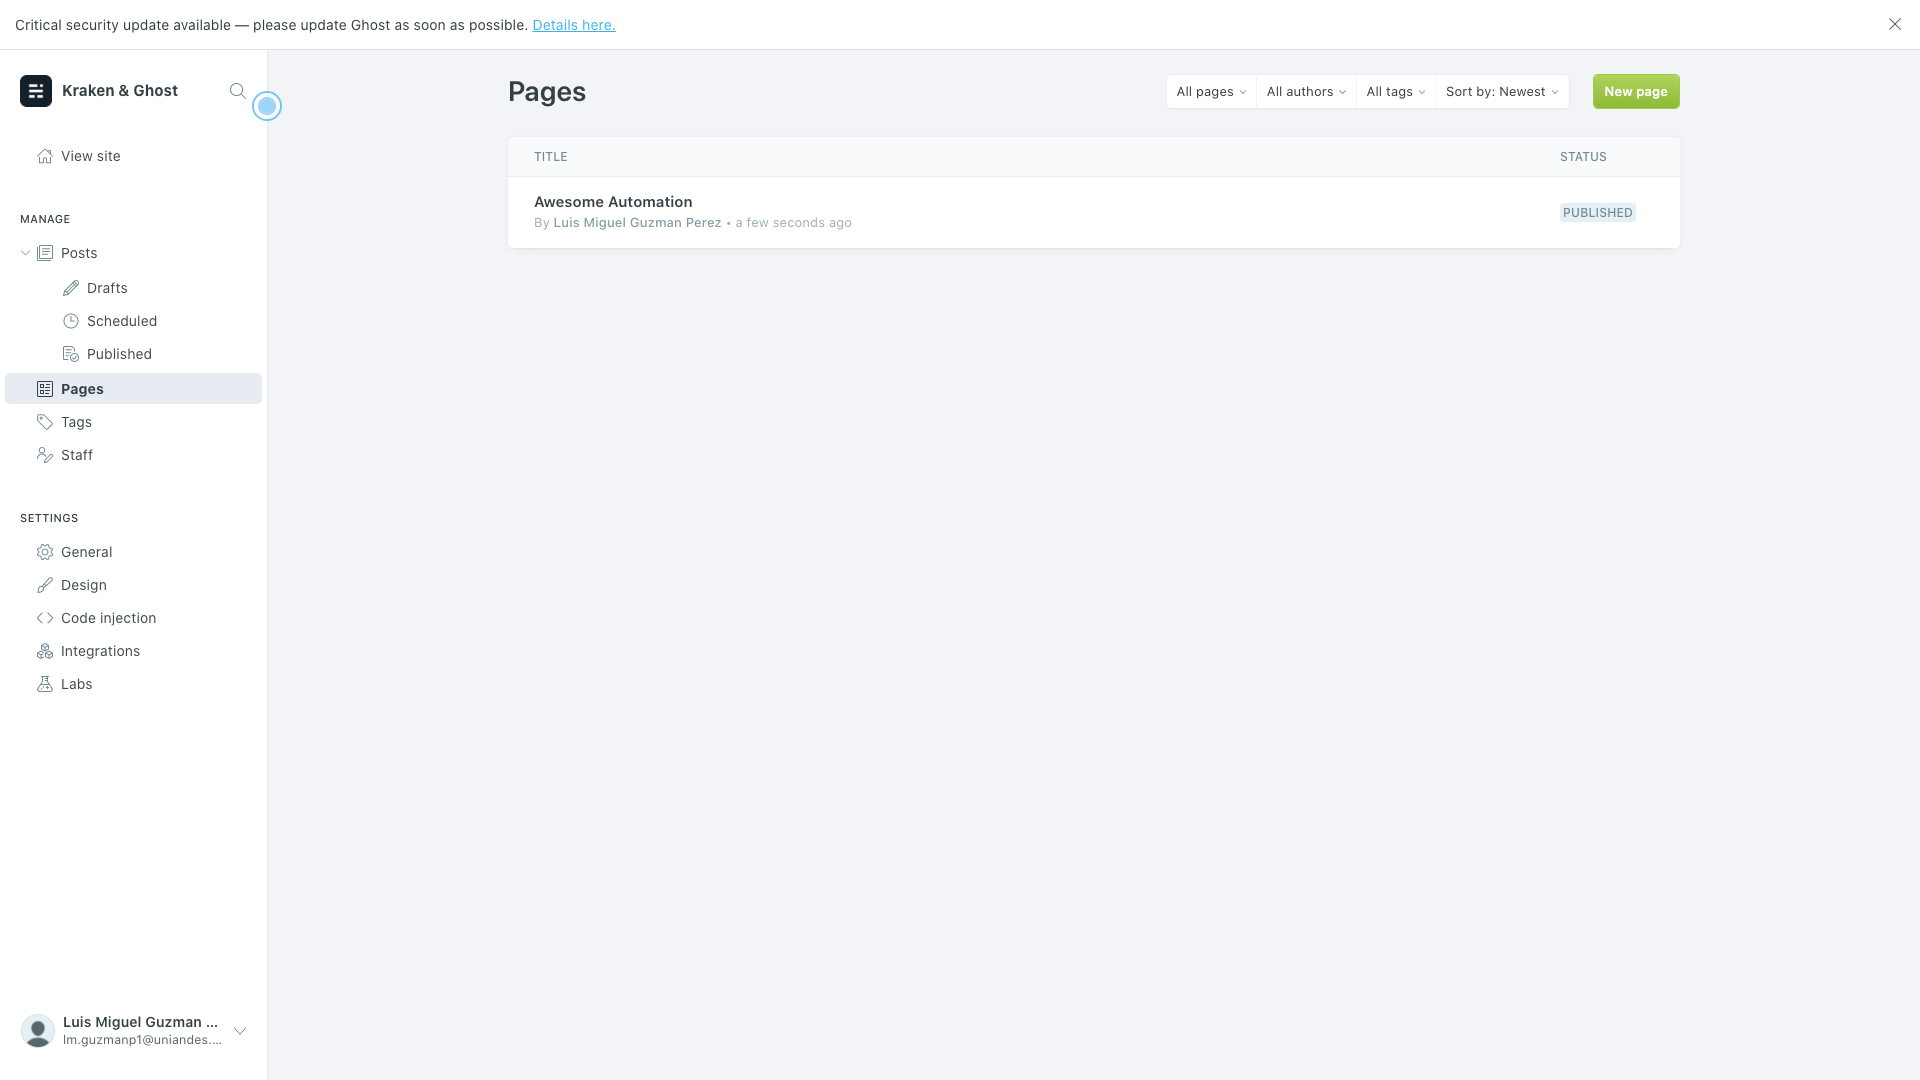 Critical security update available — please update Ghost as soon as possible. Details here.
Kraken & Ghost
View site
MANAGE
Posts
Drafts
Scheduled
Published
Pages
Tags
Staff
SETTINGS
General
Design
Code injection
Integrations
Labs
Luis Miguel Guzman ...
lm.guzmanp1@uniandes....
Pages
All pages
All authors
All tags
Sort by: Newest
New page
TITLE
STATUS
Awesome Automation
By Luis Miguel Guzman Perez • a few seconds ago
PUBLISHED